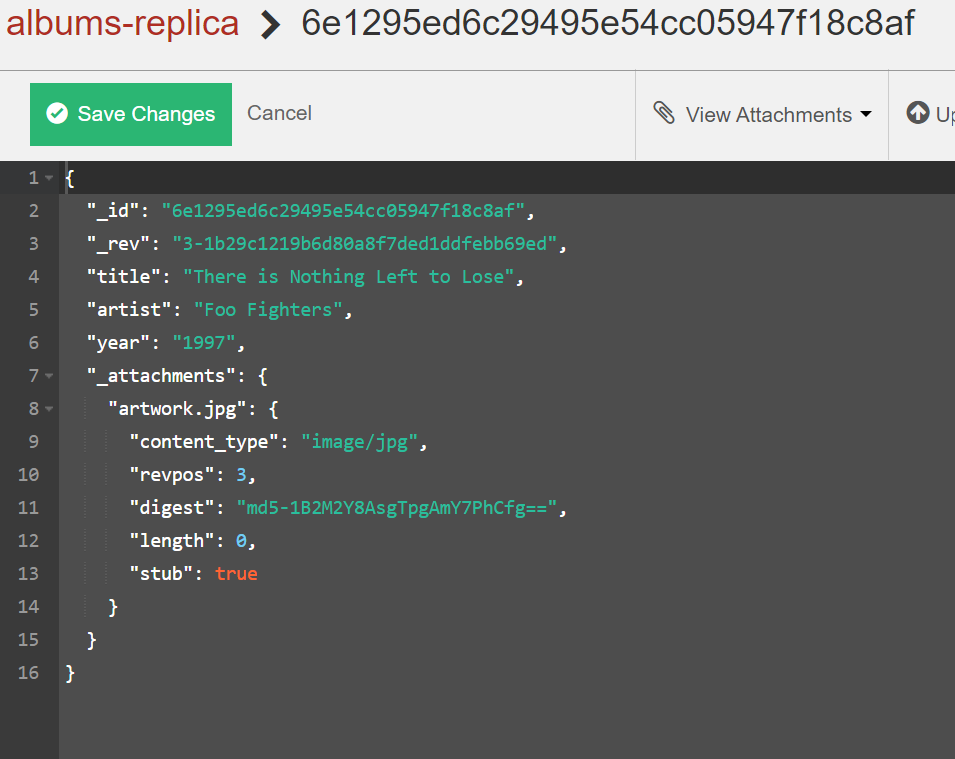 albums-replica > 6e1295ed6c29495e54cc05947f18c8af
Save Changes Cancel View Attachments Up
1 {
2 "_id": "6e1295ed6c29495e54cc05947f18c8af",
3 "_rev": "3-1b29c1219b6d80a8f7ded1ddfebb69ed",
4 "title": "There is Nothing Left to Lose",
5 "artist": "Foo Fighters",
6 "year": "1997",
7 "_attachments": {
8 "artwork.jpg": {
9 "content_type": "image/jpg",
10 "revpos": 3,
11 "digest": "md5-1B2M2Y8AsgTpgAmY7PhCfg==",
12 "length": 0,
13 "stub": true
14 }
15 }
16 }